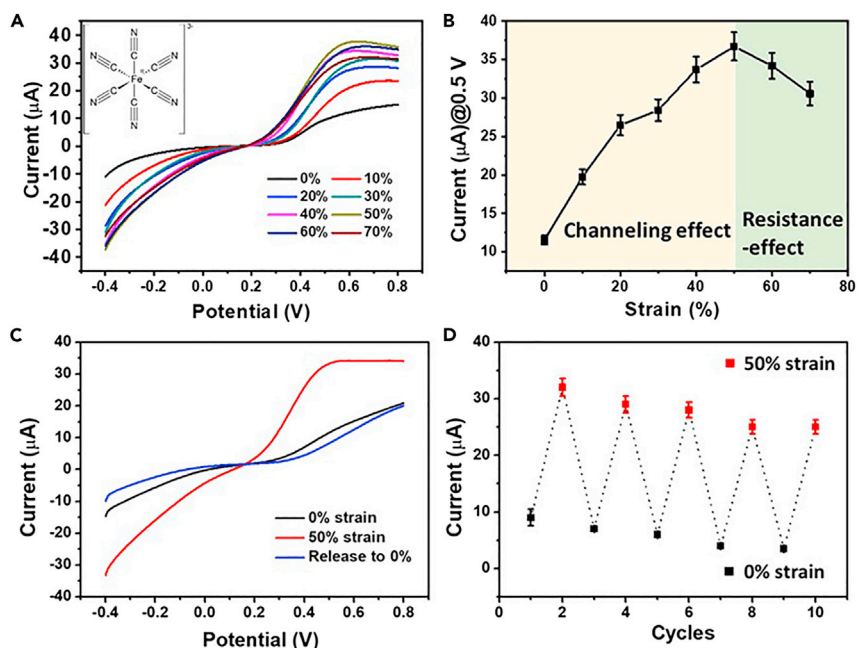 A
3-
N N N
C C C
Fe II
C C C
N N N
Current (μA)
40
30
20
10
0
-10
-20
-30
-40
0% 10%
20% 30%
40% 50%
60% 70%
-0.4 -0.2 0.0 0.2 0.4 0.6 0.8
Potential (V)
B
Current (μA)@0.5 V
40
35
30
25
20
15
10
Channeling effect
Resistance
-effect
0 20 40 60 80
Strain (%)
C
Current (μA)
40
30
20
10
0
-10
-20
-30
-40
0% strain
50% strain
Release to 0%
-0.4 -0.2 0.0 0.2 0.4 0.6 0.8
Potential (V)
D
Current (μA)
40
30
20
10
0
50% strain
0% strain
0 2 4 6 8 10
Cycles